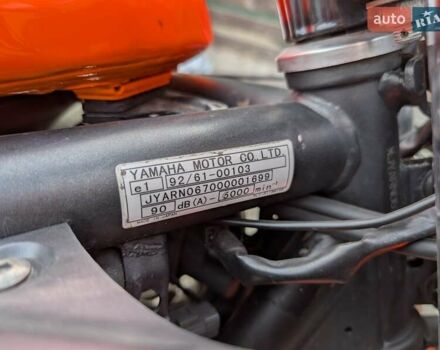 auto RIA
YAMAHA MOTOR CO.LTD
e1 92/61-00103
JYARN067000001699
90 dB(A) - 5000 min⁻¹